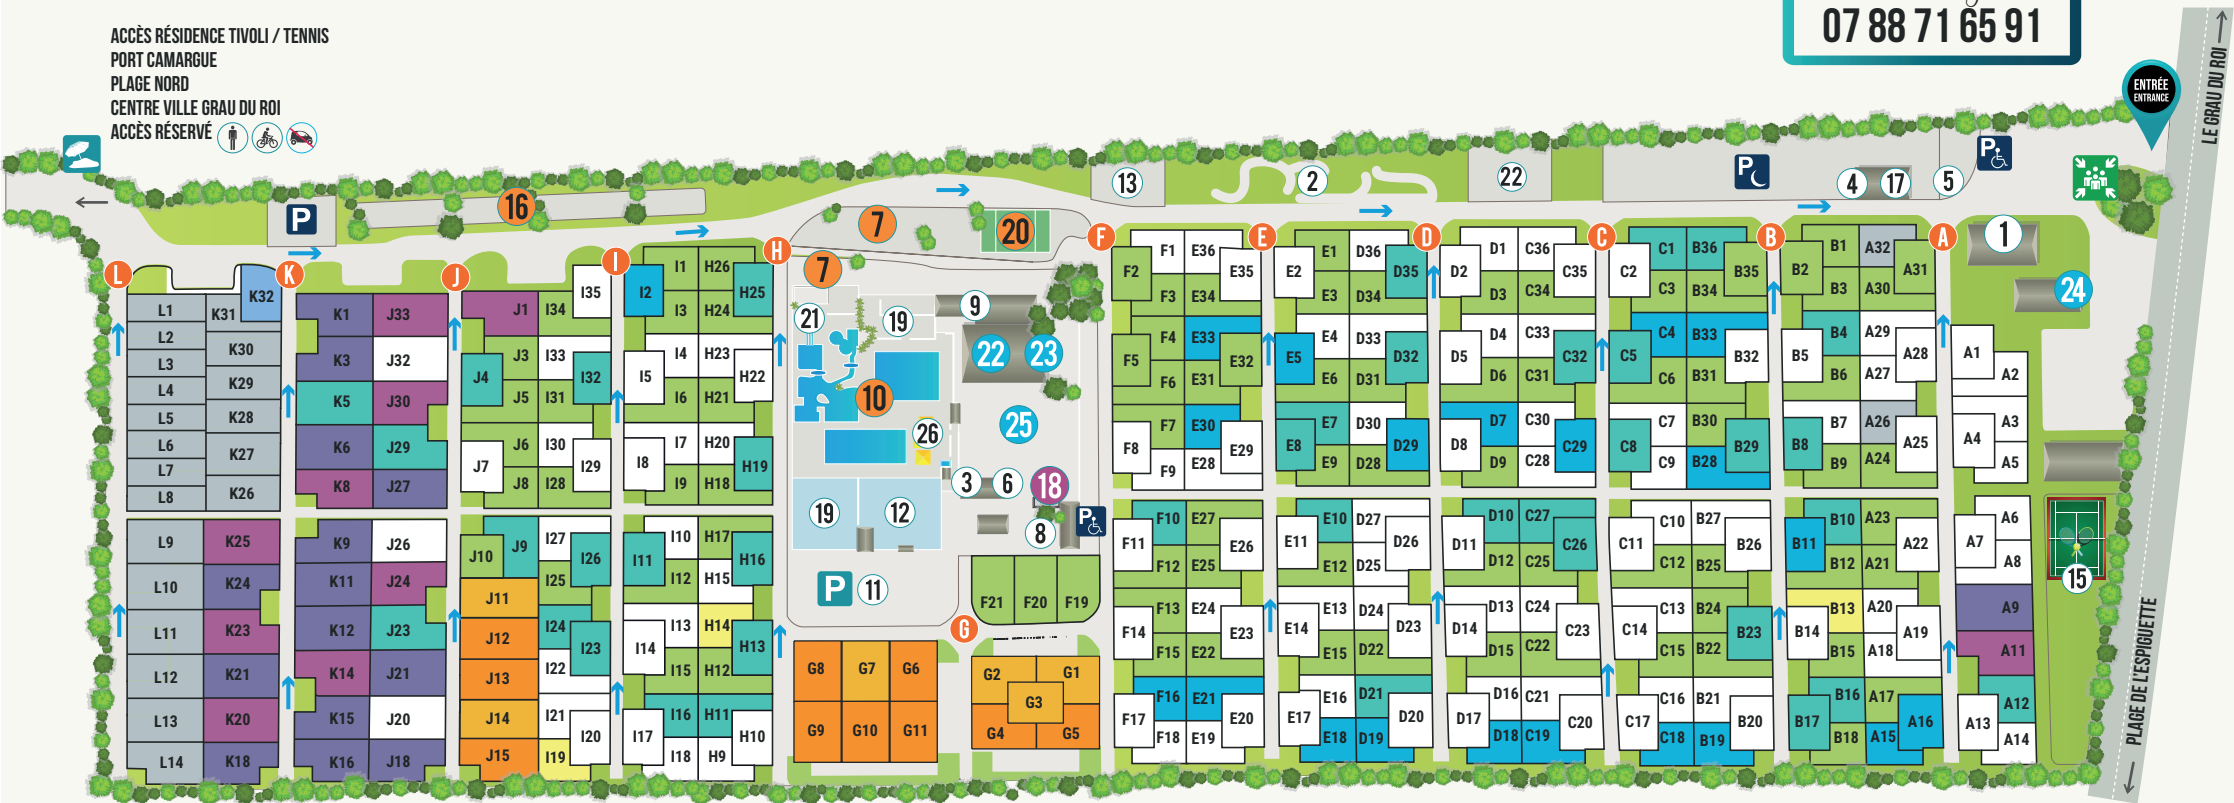 07 88 71 65 91
ACCÈS RÉSIDENCE TIVOLI / TENNIS
PORT CAMARGUE
PLAGE NORD
CENTRE VILLE GRAU DU ROI
ACCÈS RÉSERVÉ
ENTRÉE
ENTRANCE
LE GRAU DU ROI
PLAGE DE L'ESPIGUETTE
P 16 7 20 13 2 22 P 4 17 5 P 1 24
L K J I H F E D C B A
7 21 19 9 22 23 10 26 25 3 6 18 8 P 19 12 P 11 G 15
L1 L2 L3 L4 L5 L6 L7 L8
K32 K31 K30 K29 K28 K27 K26
L9 L10 L11 L12 L13 L14
K25 K24 K23 K21 K20 K18
K1 K3 K5 K6 K8
J33 J32 J30 J29 J27
K9 K11 K12 K14 K15 K16
J26 J24 J23 J21 J20 J18
J1 J3 J4 J5 J6 J7 J8
I35 I34 I33 I32 I31 I30 I29 I28
J9 J10 J11 J12 J13 J14 J15
I27 I26 I25 I24 I23 I22 I21 I20 I19
I1 I2 I3 I4 I5 I6 I7 I8 I9
H26 H25 H24 H23 H22 H21 H20 H19 H18
I10 I11 I12 I13 I14 I15 I16 I17 I18
H17 H16 H15 H14 H13 H12 H11 H10 H9
G8 G7 G6
G9 G10 G11
G2 G1
G3
G4 G5
F21 F20 F19
F1 F2 F3 F4 F5 F6 F7 F8 F9
E36 E35 E34 E33 E32 E31 E30 E29 E28
F10 F11 F12 F13 F14 F15 F16 F17 F18
E27 E26 E25 E24 E23 E22 E21 E20 E19
E1 E2 E3 E4 E5 E6 E7 E8 E9
D36 D35 D34 D33 D32 D31 D30 D29 D28
E10 E11 E12 E13 E14 E15 E16 E17 E18
D27 D26 D25 D24 D23 D22 D21 D20 D19
D1 D2 D3 D4 D5 D6 D7 D8 D9
C36 C35 C34 C33 C32 C31 C30 C29 C28
D10 D11 D12 D13 D14 D15 D16 D17 D18
C27 C26 C25 C24 C23 C22 C21 C20 C19
C1 C2 C3 C4 C5 C6 C7 C8 C9
B36 B35 B34 B33 B32 B31 B30 B29 B28
C10 C11 C12 C13 C14 C15 C16 C17 C18
B27 B26 B25 B24 B23 B22 B21 B20 B19
B1 B2 B3 B4 B5 B6 B7 B8 B9
A32 A31 A30 A29 A28 A27 A26 A25 A24
B10 B11 B12 B13 B14 B15 B16 B17 B18
A23 A22 A21 A20 A19 A18 A17 A16 A15
A1 A2 A3 A4 A5
A6 A7 A8 A9 A11 A12 A13 A14